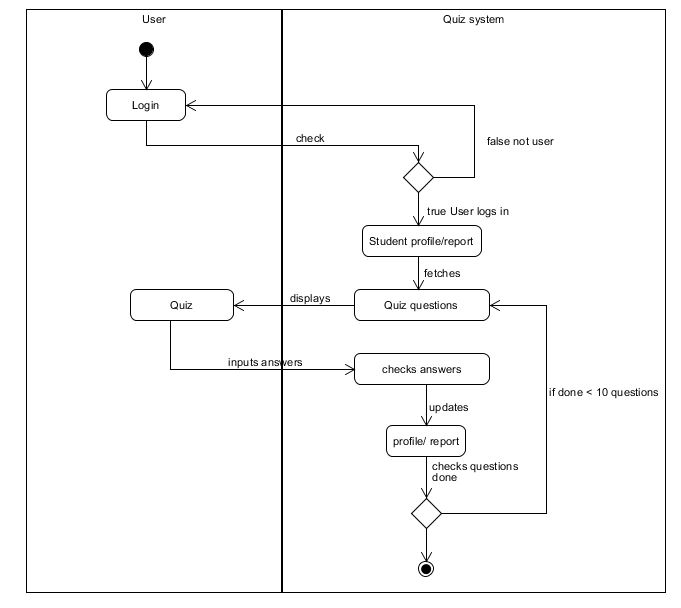 User
Quiz system
Login
check
false not user
true User logs in
Student profile/report
fetches
Quiz
displays
Quiz questions
inputs answers
checks answers
if done < 10 questions
updates
profile/ report
checks questions
done